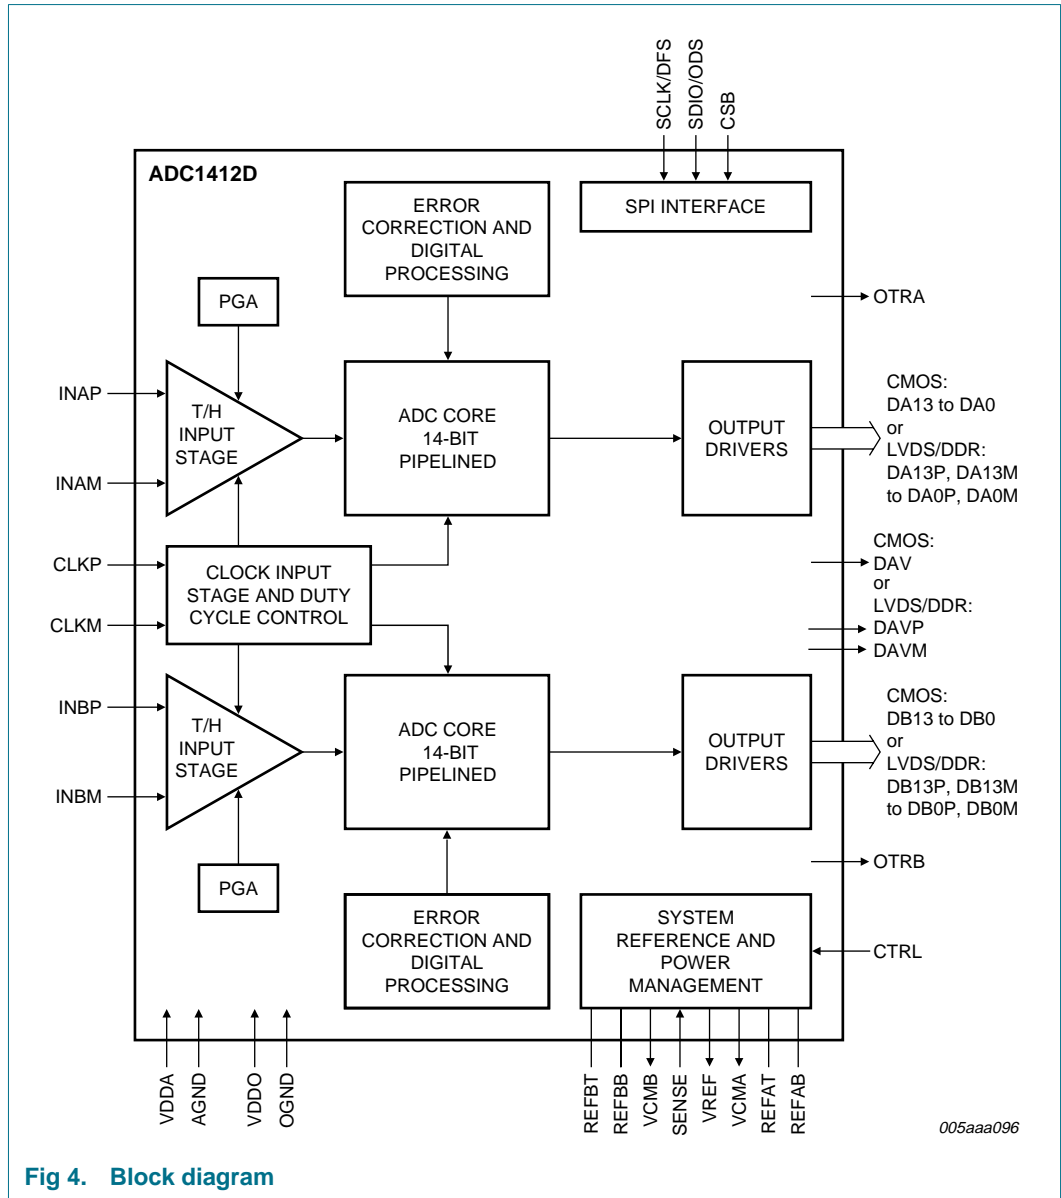 SCLK/DFS
SDIO/ODS
CSB
ADC1412D
ERROR
CORRECTION AND
DIGITAL
PROCESSING
SPI INTERFACE
PGA
OTRA
INAP
INAM
T/H
INPUT
STAGE
ADC CORE
14-BIT
PIPELINED
OUTPUT
DRIVERS
CMOS:
DA13 to DA0
or
LVDS/DDR:
DA13P, DA13M
to DA0P, DA0M
CLKP
CLKM
CLOCK INPUT
STAGE AND DUTY
CYCLE CONTROL
CMOS:
DAV
or
LVDS/DDR:
DAVP
DAVM
INBP
INBM
T/H
INPUT
STAGE
ADC CORE
14-BIT
PIPELINED
OUTPUT
DRIVERS
CMOS:
DB13 to DB0
or
LVDS/DDR:
DB13P, DB13M
to DB0P, DB0M
OTRB
PGA
ERROR
CORRECTION AND
DIGITAL
PROCESSING
SYSTEM
REFERENCE AND
POWER
MANAGEMENT
CTRL
VDDA
AGND
VDDO
OGND
REFBT
REFBB
VCMB
SENSE
VREF
VCMA
REFAT
REFAB
005aaa096
Fig 4. Block diagram